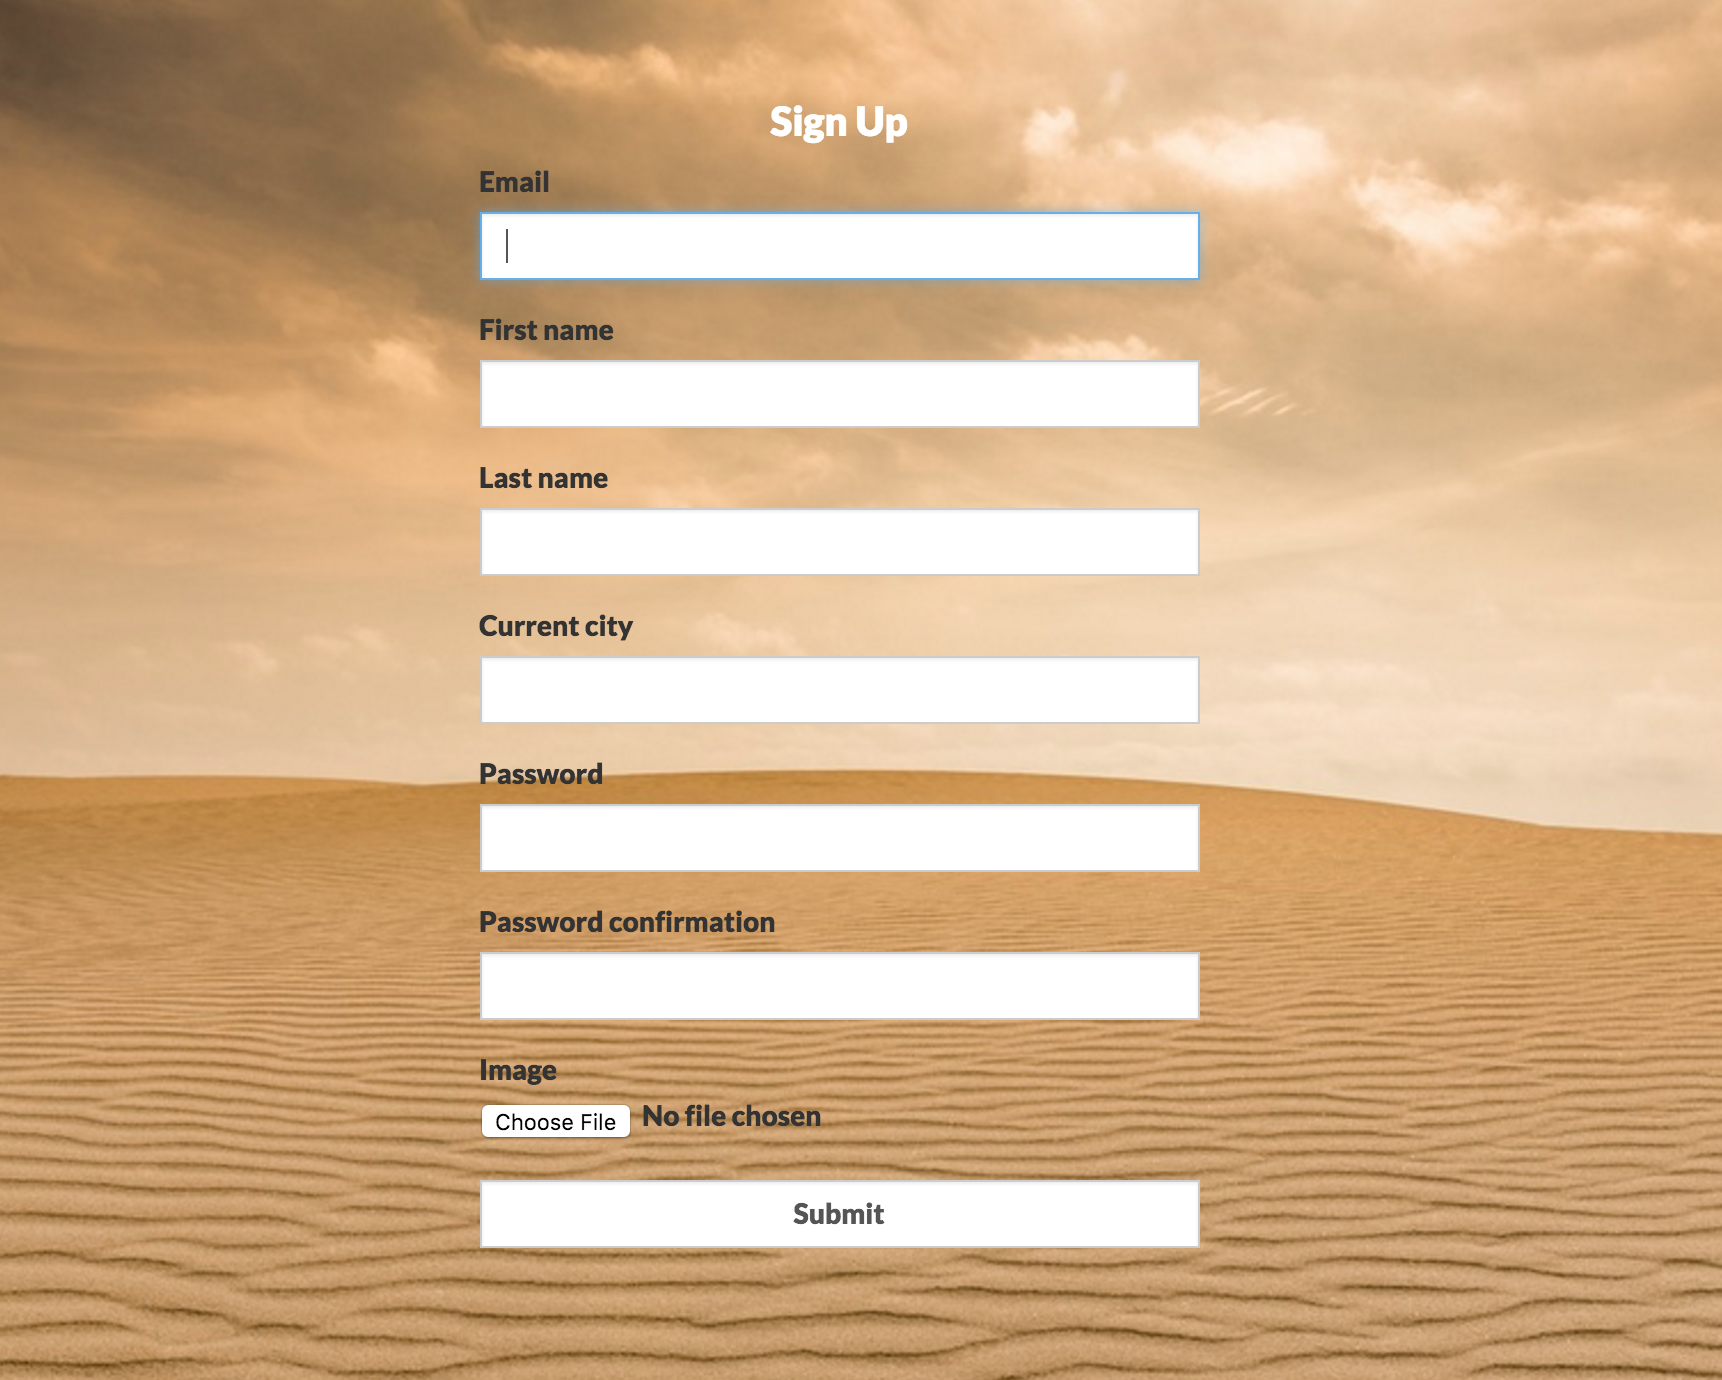 Sign Up
Email
First name
Last name
Current city
Password
Password confirmation
Image
Choose File No file chosen
Submit